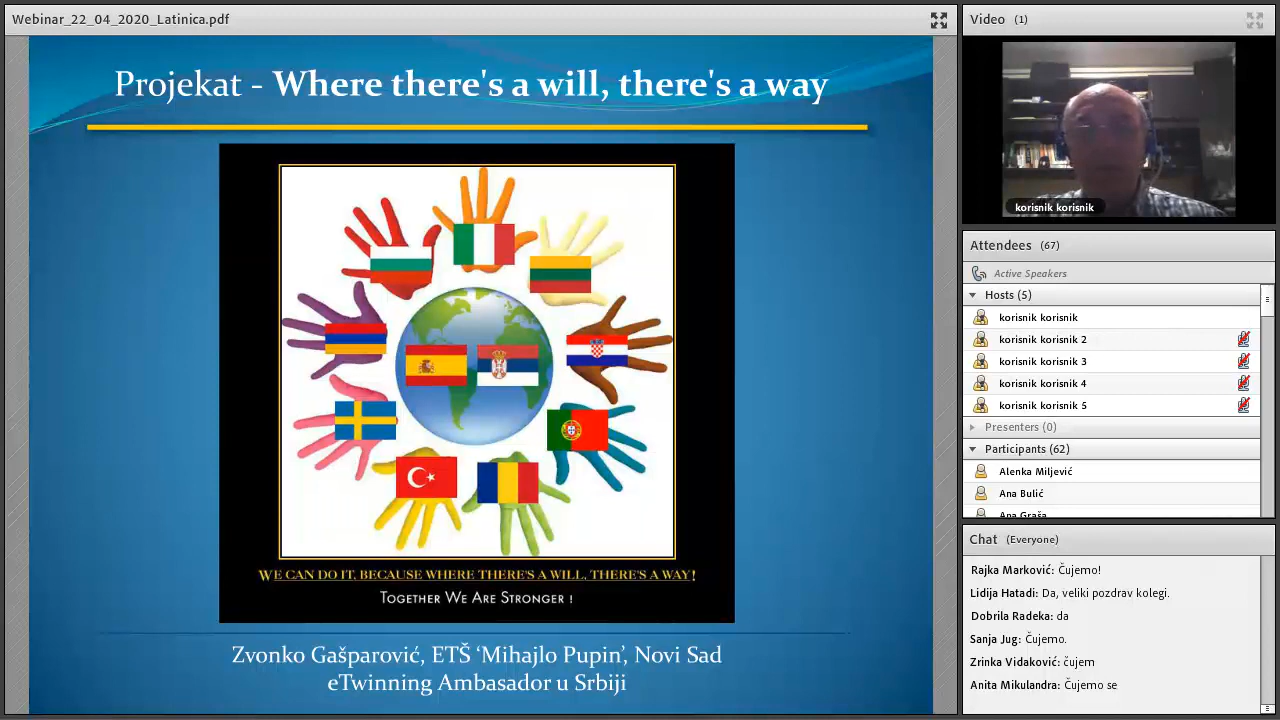 Webinar_22_04_2020_Latinica.pdf
Projekat - Where there's a will, there's a way
WE CAN DO IT, BECAUSE WHERE THERE'S A WILL, THERE'S A WAY!
TOGETHER WE ARE STRONGER !
Zvonko Gašparović, ETŠ ‘Mihajlo Pupin’, Novi Sad
eTwinning Ambasador u Srbiji
Video (1)
korisnik korisnik
Attendees (67)
Active Speakers
Hosts (5)
korisnik korisnik
korisnik korisnik 2
korisnik korisnik 3
korisnik korisnik 4
korisnik korisnik 5
Presenters (0)
Participants (62)
Alenka Miljević
Ana Bulić
Ana Graša
Chat (Everyone)
Rajka Marković: Čujemo!
Lidija Hatadi: Da, veliki pozdrav kolegi.
Dobrila Radeka: da
Sanja Jug: Čujemo.
Zrinka Vidaković: čujem
Anita Mikulandra: Čujemo se